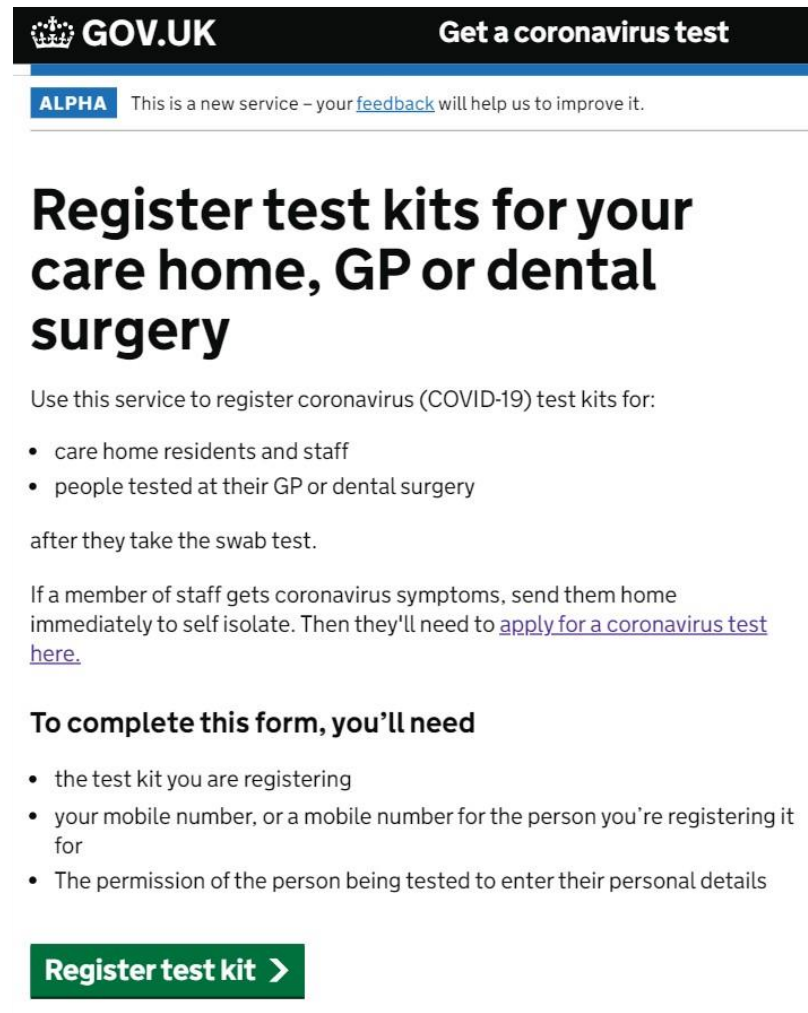 GOV.UK
Get a coronavirus test
ALPHA This is a new service – your feedback will help us to improve it.
Register test kits for your
care home, GP or dental
surgery
Use this service to register coronavirus (COVID-19) test kits for:
• care home residents and staff
• people tested at their GP or dental surgery
after they take the swab test.
If a member of staff gets coronavirus symptoms, send them home
immediately to self isolate. Then they'll need to apply for a coronavirus test
here.
To complete this form, you’ll need
• the test kit you are registering
• your mobile number, or a mobile number for the person you’re registering it
for
• The permission of the person being tested to enter their personal details
Register test kit